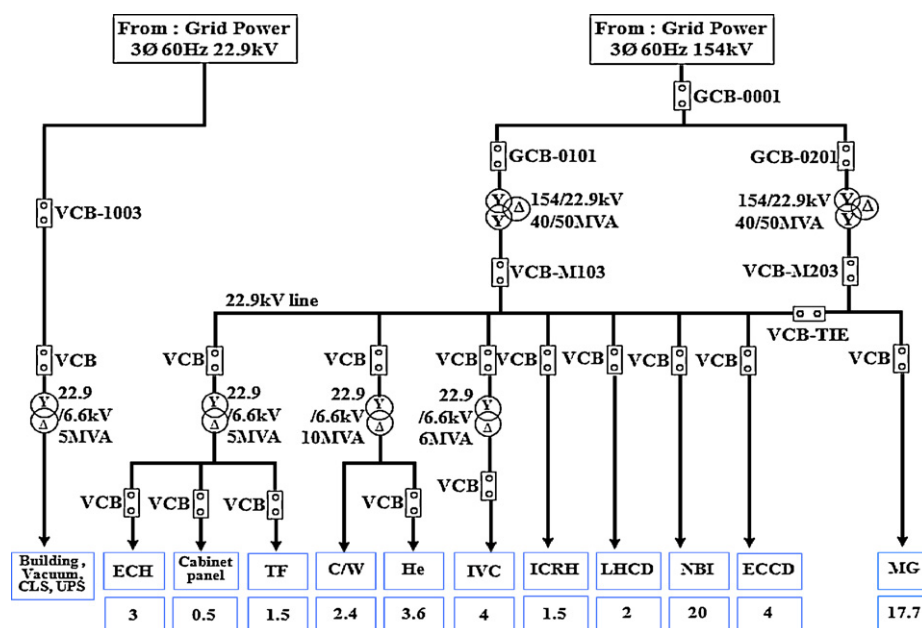 From : Grid Power
3Ø 60Hz 22.9kV
From : Grid Power
3Ø 60Hz 154kV
GCB-0001
GCB-0101
GCB-0201
VCB-1003
Y
Δ
Y
154/22.9kV
40/50MVA
154/22.9kV
40/50MVA
Y
Δ
Y
VCB-M103
VCB-M203
22.9kV line
VCB-TIE
VCB
VCB
VCB
VCB
VCB
VCB
VCB
VCB
VCB
Y
Δ
22.9
/6.6kV
5MVA
Y
Δ
22.9
/6.6kV
5MVA
22.9
/6.6kV
10MVA
Y
Δ
22.9
/6.6kV
6MVA
Y
Δ
VCB
VCB
VCB
VCB
VCB
Building ,
Vacuum,
CLS, UPS
ECH
Cabinet
panel
TF
C/W
He
IVC
ICRH
LHCD
NBI
ECCD
MG
3
0.5
1.5
2.4
3.6
4
1.5
2
20
4
17.7